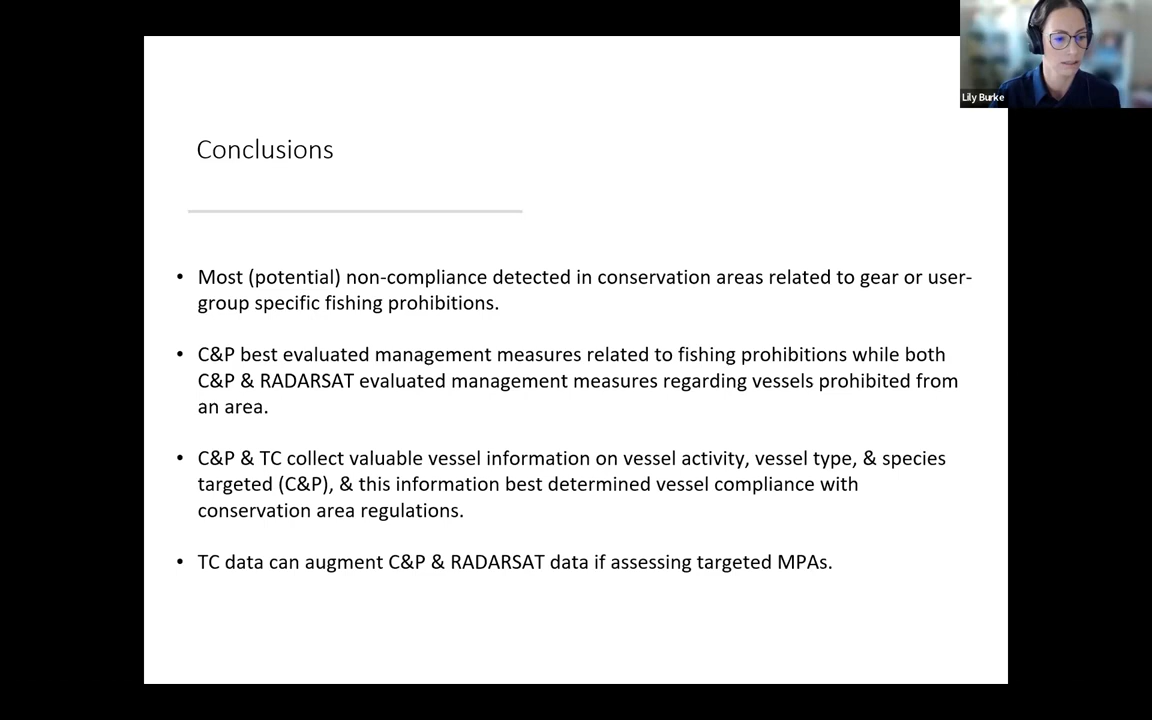 Lily Burke
Conclusions
• Most (potential) non-compliance detected in conservation areas related to gear or user-
group specific fishing prohibitions.
• C&P best evaluated management measures related to fishing prohibitions while both
C&P & RADARSAT evaluated management measures regarding vessels prohibited from
an area.
• C&P & TC collect valuable vessel information on vessel activity, vessel type, & species
targeted (C&P), & this information best determined vessel compliance with
conservation area regulations.
• TC data can augment C&P & RADARSAT data if assessing targeted MPAs.